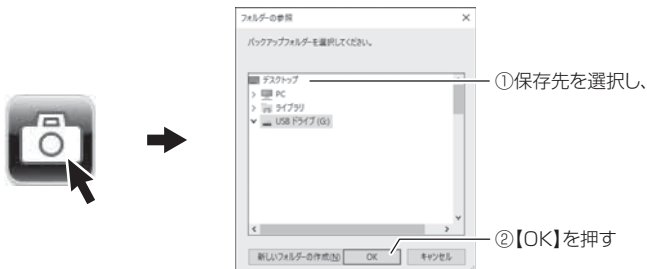 フォルダーの参照
バックアップフォルダーを選択してください。
デスクトップ
PC
ライブラリ
USB ドライブ (G:)
①保存先を選択し、
②【OK】を押す
新しいフォルダーの作成(N)
OK
キャンセル